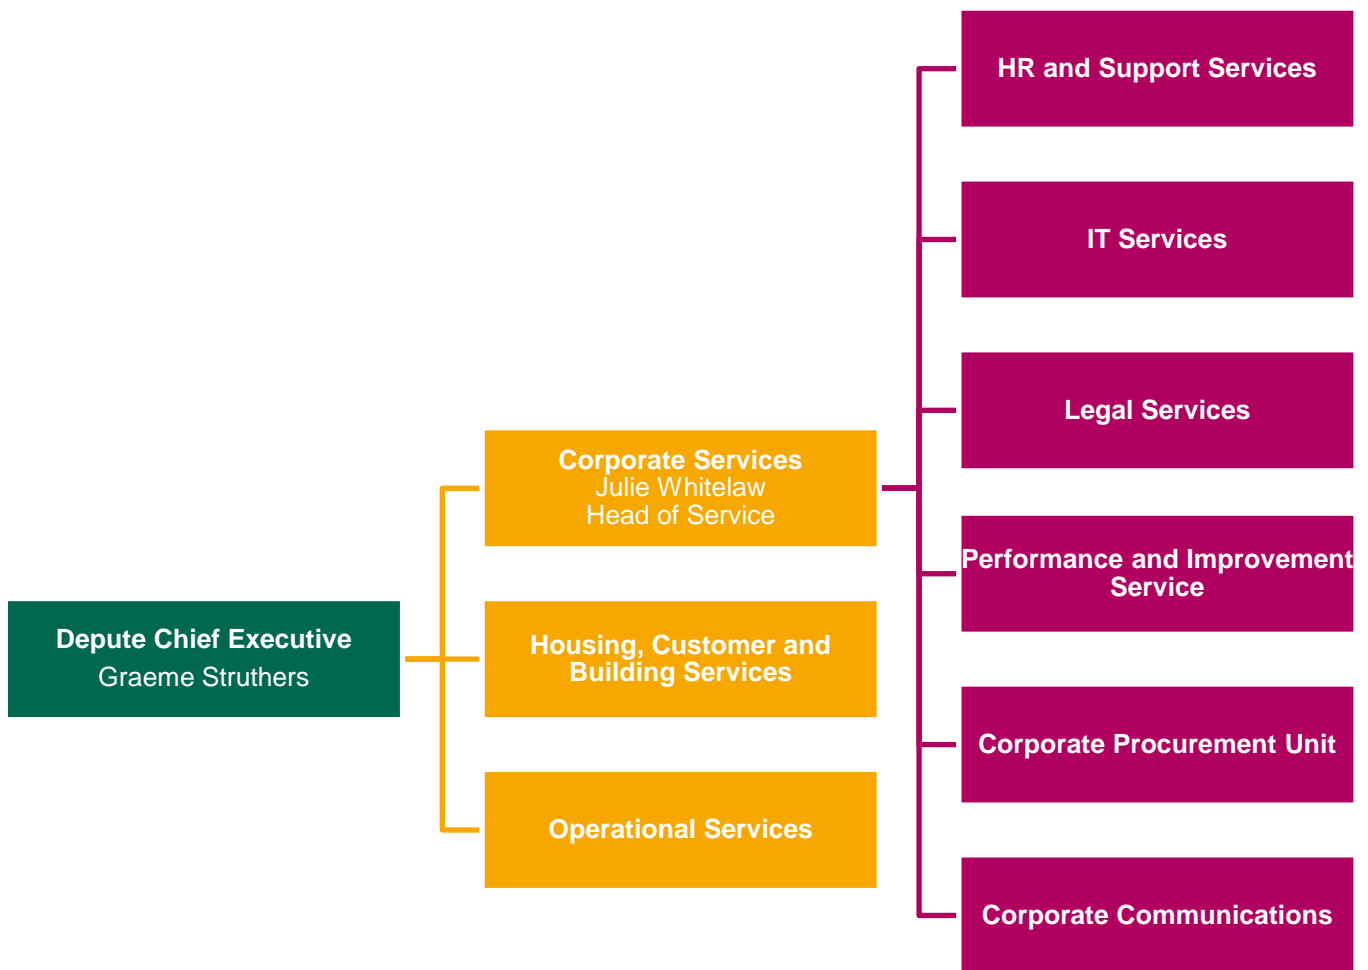 HR and Support Services
IT Services
Legal Services
Corporate Services
Julie Whitelaw
Head of Service
Performance and Improvement
Service
Depute Chief Executive
Graeme Struthers
Housing, Customer and
Building Services
Corporate Procurement Unit
Operational Services
Corporate Communications